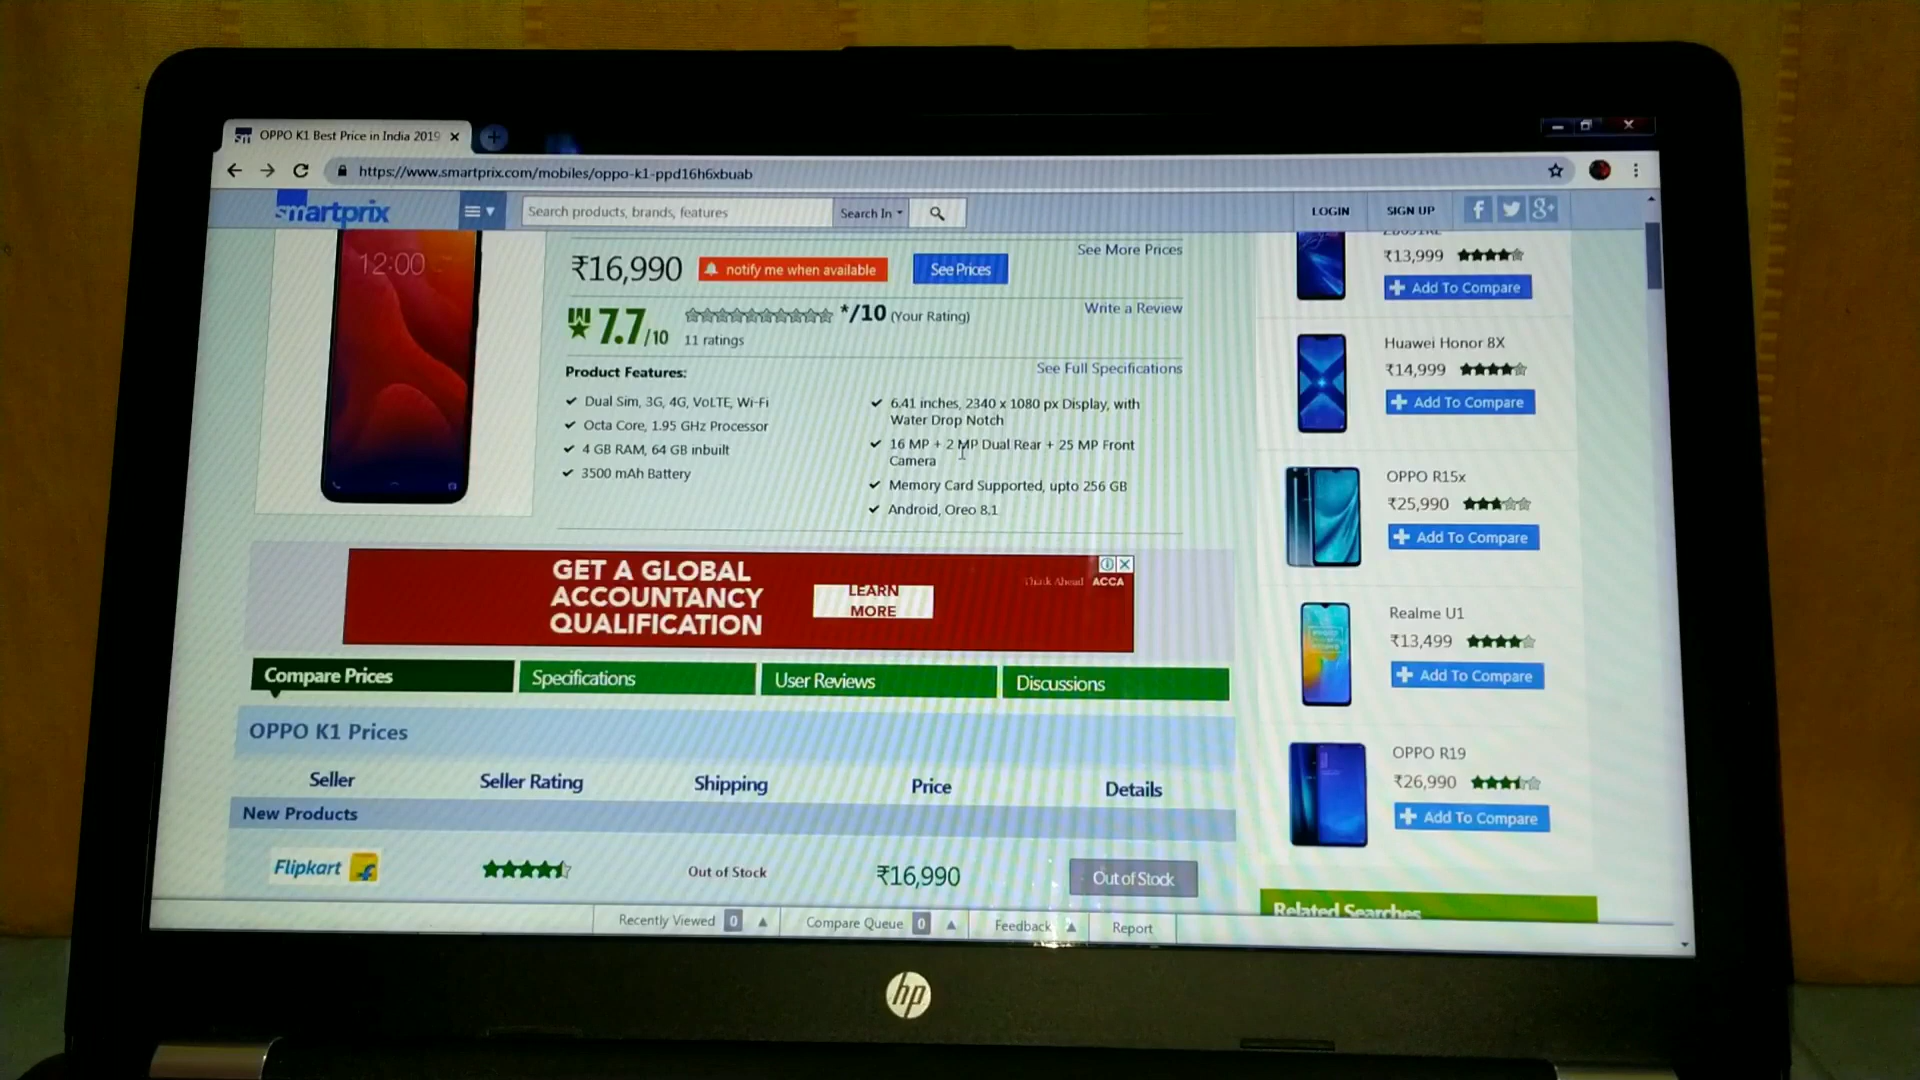 OPPO K1 Best Price in India 2019
https://www.smartprix.com/mobiles/oppo-k1-ppd16h6xbuab
smartprix
Search products, brands, features
Search In
LOGIN
SIGN UP
12:00
₹16,990
notify me when available
See Prices
See More Prices
7.7/10
*/10 (Your Rating)
11 ratings
Write a Review
Product Features:
See Full Specifications
Dual Sim, 3G, 4G, VoLTE, Wi-Fi
Octa Core, 1.95 GHz Processor
4 GB RAM, 64 GB inbuilt
3500 mAh Battery
6.41 inches, 2340 x 1080 px Display, with
Water Drop Notch
16 MP + 2 MP Dual Rear + 25 MP Front
Camera
Memory Card Supported, upto 256 GB
Android, Oreo 8.1
GET A GLOBAL
ACCOUNTANCY
QUALIFICATION
LEARN
MORE
Think Ahead ACCA
Compare Prices
Specifications
User Reviews
Discussions
OPPO K1 Prices
Seller
Seller Rating
Shipping
Price
Details
New Products
Flipkart
Out of Stock
₹16,990
Out of Stock
₹13,999
Add To Compare
Huawei Honor 8X
₹14,999
Add To Compare
OPPO R15x
₹25,990
Add To Compare
Realme U1
₹13,499
Add To Compare
OPPO R19
₹26,990
Add To Compare
Related Searches
Recently Viewed 0
Compare Queue 0
Feedback
Report
hp